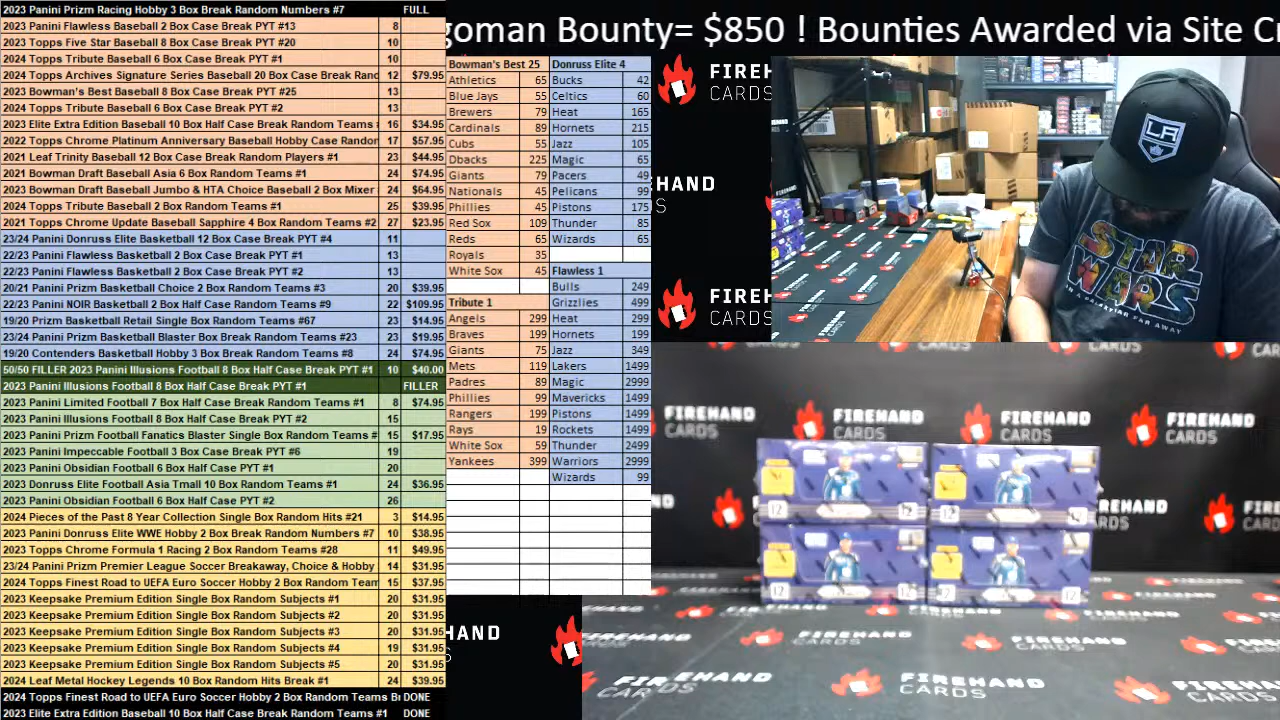 2023 Panini Prizm Racing Hobby 3 Box Break Random Numbers #7 FULL
2023 Panini Flawless Baseball 2 Box Case Break PYT #13 8
2023 Topps Five Star Baseball 8 Box Case Break PYT #20 10
2024 Topps Tribute Baseball 6 Box Case Break PYT #1 10
2024 Topps Archives Signature Series Baseball 20 Box Case Break Ranc 12 $79.95
2023 Bowman's Best Baseball 8 Box Case Break PYT #25 13
2024 Topps Tribute Baseball 6 Box Case Break PYT #2 13
2023 Elite Extra Edition Baseball 10 Box Half Case Break Random Teams 16 $34.95
2022 Topps Chrome Platinum Anniversary Baseball Hobby Case Randor 17 $57.95
2021 Leaf Trinity Baseball 12 Box Case Break Random Players #1 23 $44.95
2021 Bowman Draft Baseball Asia 6 Box Random Teams #1 24 $74.95
2023 Bowman Draft Baseball Jumbo & HTA Choice Baseball 2 Box Mixer 24 $64.95
2024 Topps Tribute Baseball 2 Box Random Teams #1 25 $39.95
2021 Topps Chrome Update Baseball Sapphire 4 Box Random Teams #2 27 $23.95
23/24 Panini Donruss Elite Basketball 12 Box Case Break PYT #4 11
22/23 Panini Flawless Basketball 2 Box Case Break PYT #1 13
22/23 Panini Flawless Basketball 2 Box Case Break PYT #2 13
20/21 Panini Prizm Basketball Choice 2 Box Random Teams #3 20 $39.95
22/23 Panini NOIR Basketball 2 Box Half Case Random Teams #9 22 $109.95
19/20 Prizm Basketball Retail Single Box Random Teams #67 23 $14.95
23/24 Panini Prizm Basketball Blaster Box Break Random Teams #23 23 $19.95
19/20 Contenders Basketball Hobby 3 Box Break Random Teams #8 24 $74.95
50/50 FILLER 2023 Panini Illusions Football 8 Box Half Case Break PYT #1 10 $40.00
2023 Panini Illusions Football 8 Box Half Case Break PYT #1 FILLER
2023 Panini Limited Football 7 Box Half Case Break Random Teams #1 8 $74.95
2023 Panini Illusions Football 8 Box Half Case Break PYT #2 15
2023 Panini Prizm Football Fanatics Blaster Single Box Random Teams # 15 $17.95
2023 Panini Impeccable Football 3 Box Case Break PYT #6 19
2023 Panini Obsidian Football 6 Box Half Case PYT #1 20
2023 Donruss Elite Football Asia Tmall 10 Box Random Teams #1 24 $36.95
2023 Panini Obsidian Football 6 Box Half Case PYT #2 26
2024 Pieces of the Past 8 Year Collection Single Box Random Hits #21 3 $14.95
2023 Panini Donruss Elite WWE Hobby 2 Box Break Random Numbers #7 10 $38.95
2023 Topps Chrome Formula 1 Racing 2 Box Random Teams #28 11 $49.95
23/24 Panini Prizm Premier League Soccer Breakaway, Choice & Hobby 14 $31.95
2024 Topps Finest Road to UEFA Euro Soccer Hobby 2 Box Random Team 15 $37.95
2023 Keepsake Premium Edition Single Box Random Subjects #1 20 $31.95
2023 Keepsake Premium Edition Single Box Random Subjects #2 20 $31.95
2023 Keepsake Premium Edition Single Box Random Subjects #3 20 $31.95
2023 Keepsake Premium Edition Single Box Random Subjects #4 19 $31.95
2023 Keepsake Premium Edition Single Box Random Subjects #5 20 $31.95
2024 Leaf Metal Hockey Legends 10 Box Random Hits Break #1 24 $39.95
2024 Topps Finest Road to UEFA Euro Soccer Hobby 2 Box Random Teams Br DONE
2023 Elite Extra Edition Baseball 10 Box Half Case Break Random Teams #1 DONE
goman Bounty= $850 ! Bounties Awarded via Site C
Bowman's Best 25
Athletics 65
Blue Jays 55
Brewers 79
Cardinals 89
Cubs 55
Dbacks 225
Giants 79
Nationals 45
Phillies 45
Red Sox 109
Reds 65
Royals 35
White Sox 45
Tribute 1
Angels 299
Braves 199
Giants 75
Mets 119
Padres 89
Phillies 99
Rangers 199
Rays 19
White Sox 59
Yankees 399
Donruss Elite 4
Bucks 42
Celtics 60
Heat 165
Hornets 215
Jazz 105
Magic 65
Pacers 49
Pelicans 99
Pistons 175
Thunder 85
Wizards 65
Flawless 1
Bulls 249
Grizzlies 499
Heat 299
Hornets 199
Jazz 349
Lakers 1499
Magic 2999
Mavericks 1499
Pistons 1499
Rockets 1499
Thunder 2499
Warriors 2999
Wizards 99
FIREH
CARDS
HAND
S
FIREH
CARDS
HAND
LA
STAR
WARS
IN A GALAXY FAR FAR AWAY
FIREHAND
CARDS
FIREHAND
CARDS
FIREHAND
CARDS
12
12
12
12
FIREHAND
CARDS
FIREHAND
CARDS
FIREHAND
CARDS
FIREHAND
CARDS